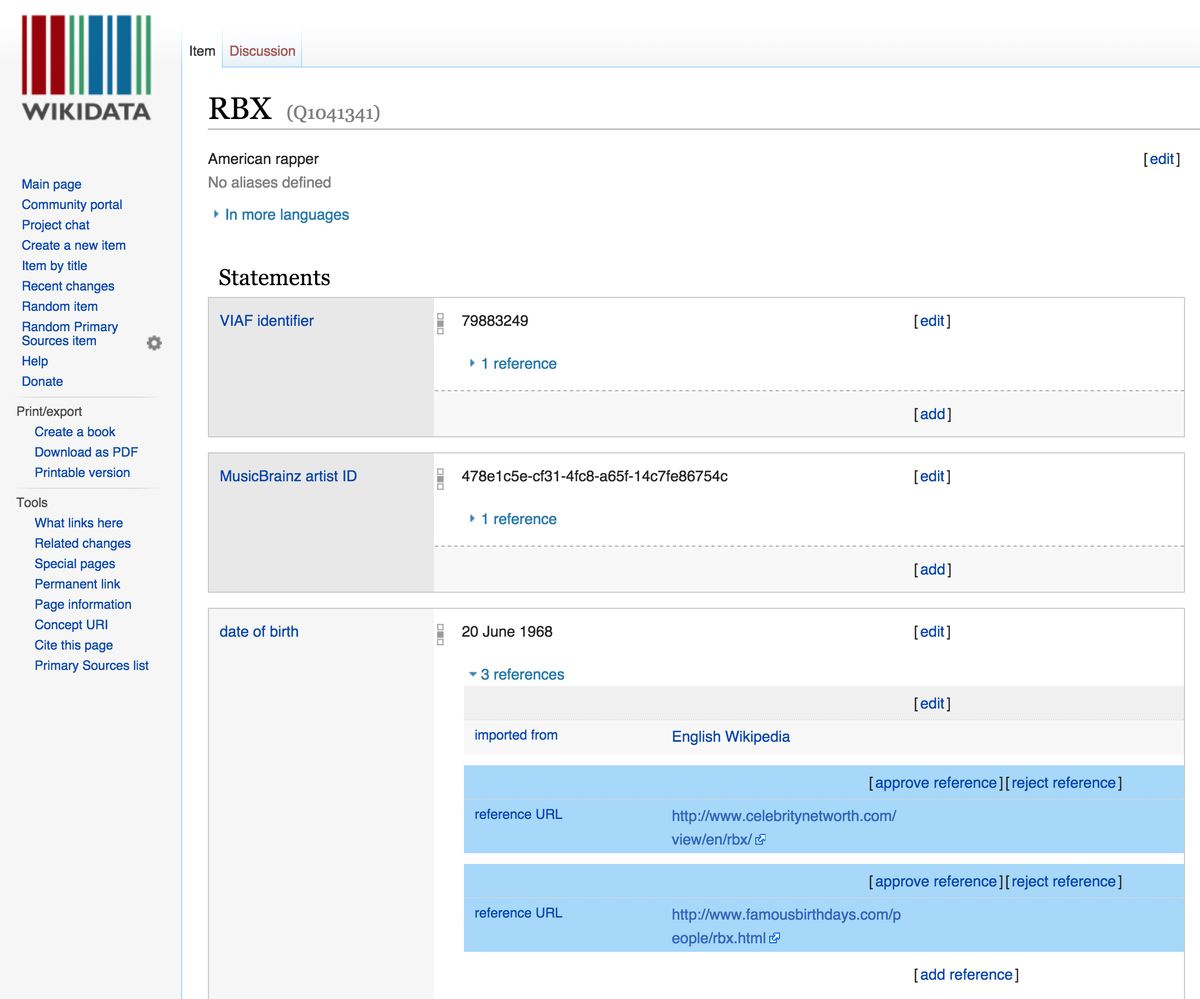 WIKIDATA
Main page
Community portal
Project chat
Create a new item
Item by title
Recent changes
Random item
Random Primary
Sources item
Help
Donate
Print/export
Create a book
Download as PDF
Printable version
Tools
What links here
Related changes
Special pages
Permanent link
Page information
Concept URI
Cite this page
Primary Sources list
Item Discussion
RBX (Q1041341)
American rapper [edit]
No aliases defined
In more languages
Statements
VIAF identifier 79883249 [edit]
1 reference
[add]
MusicBrainz artist ID 478e1c5e-cf31-4fc8-a65f-14c7fe86754c [edit]
1 reference
[add]
date of birth 20 June 1968 [edit]
3 references
[edit]
imported from English Wikipedia
[approve reference][reject reference]
reference URL http://www.celebritynetworth.com/
view/en/rbx/
[approve reference][reject reference]
reference URL http://www.famousbirthdays.com/p
eople/rbx.html
[add reference]